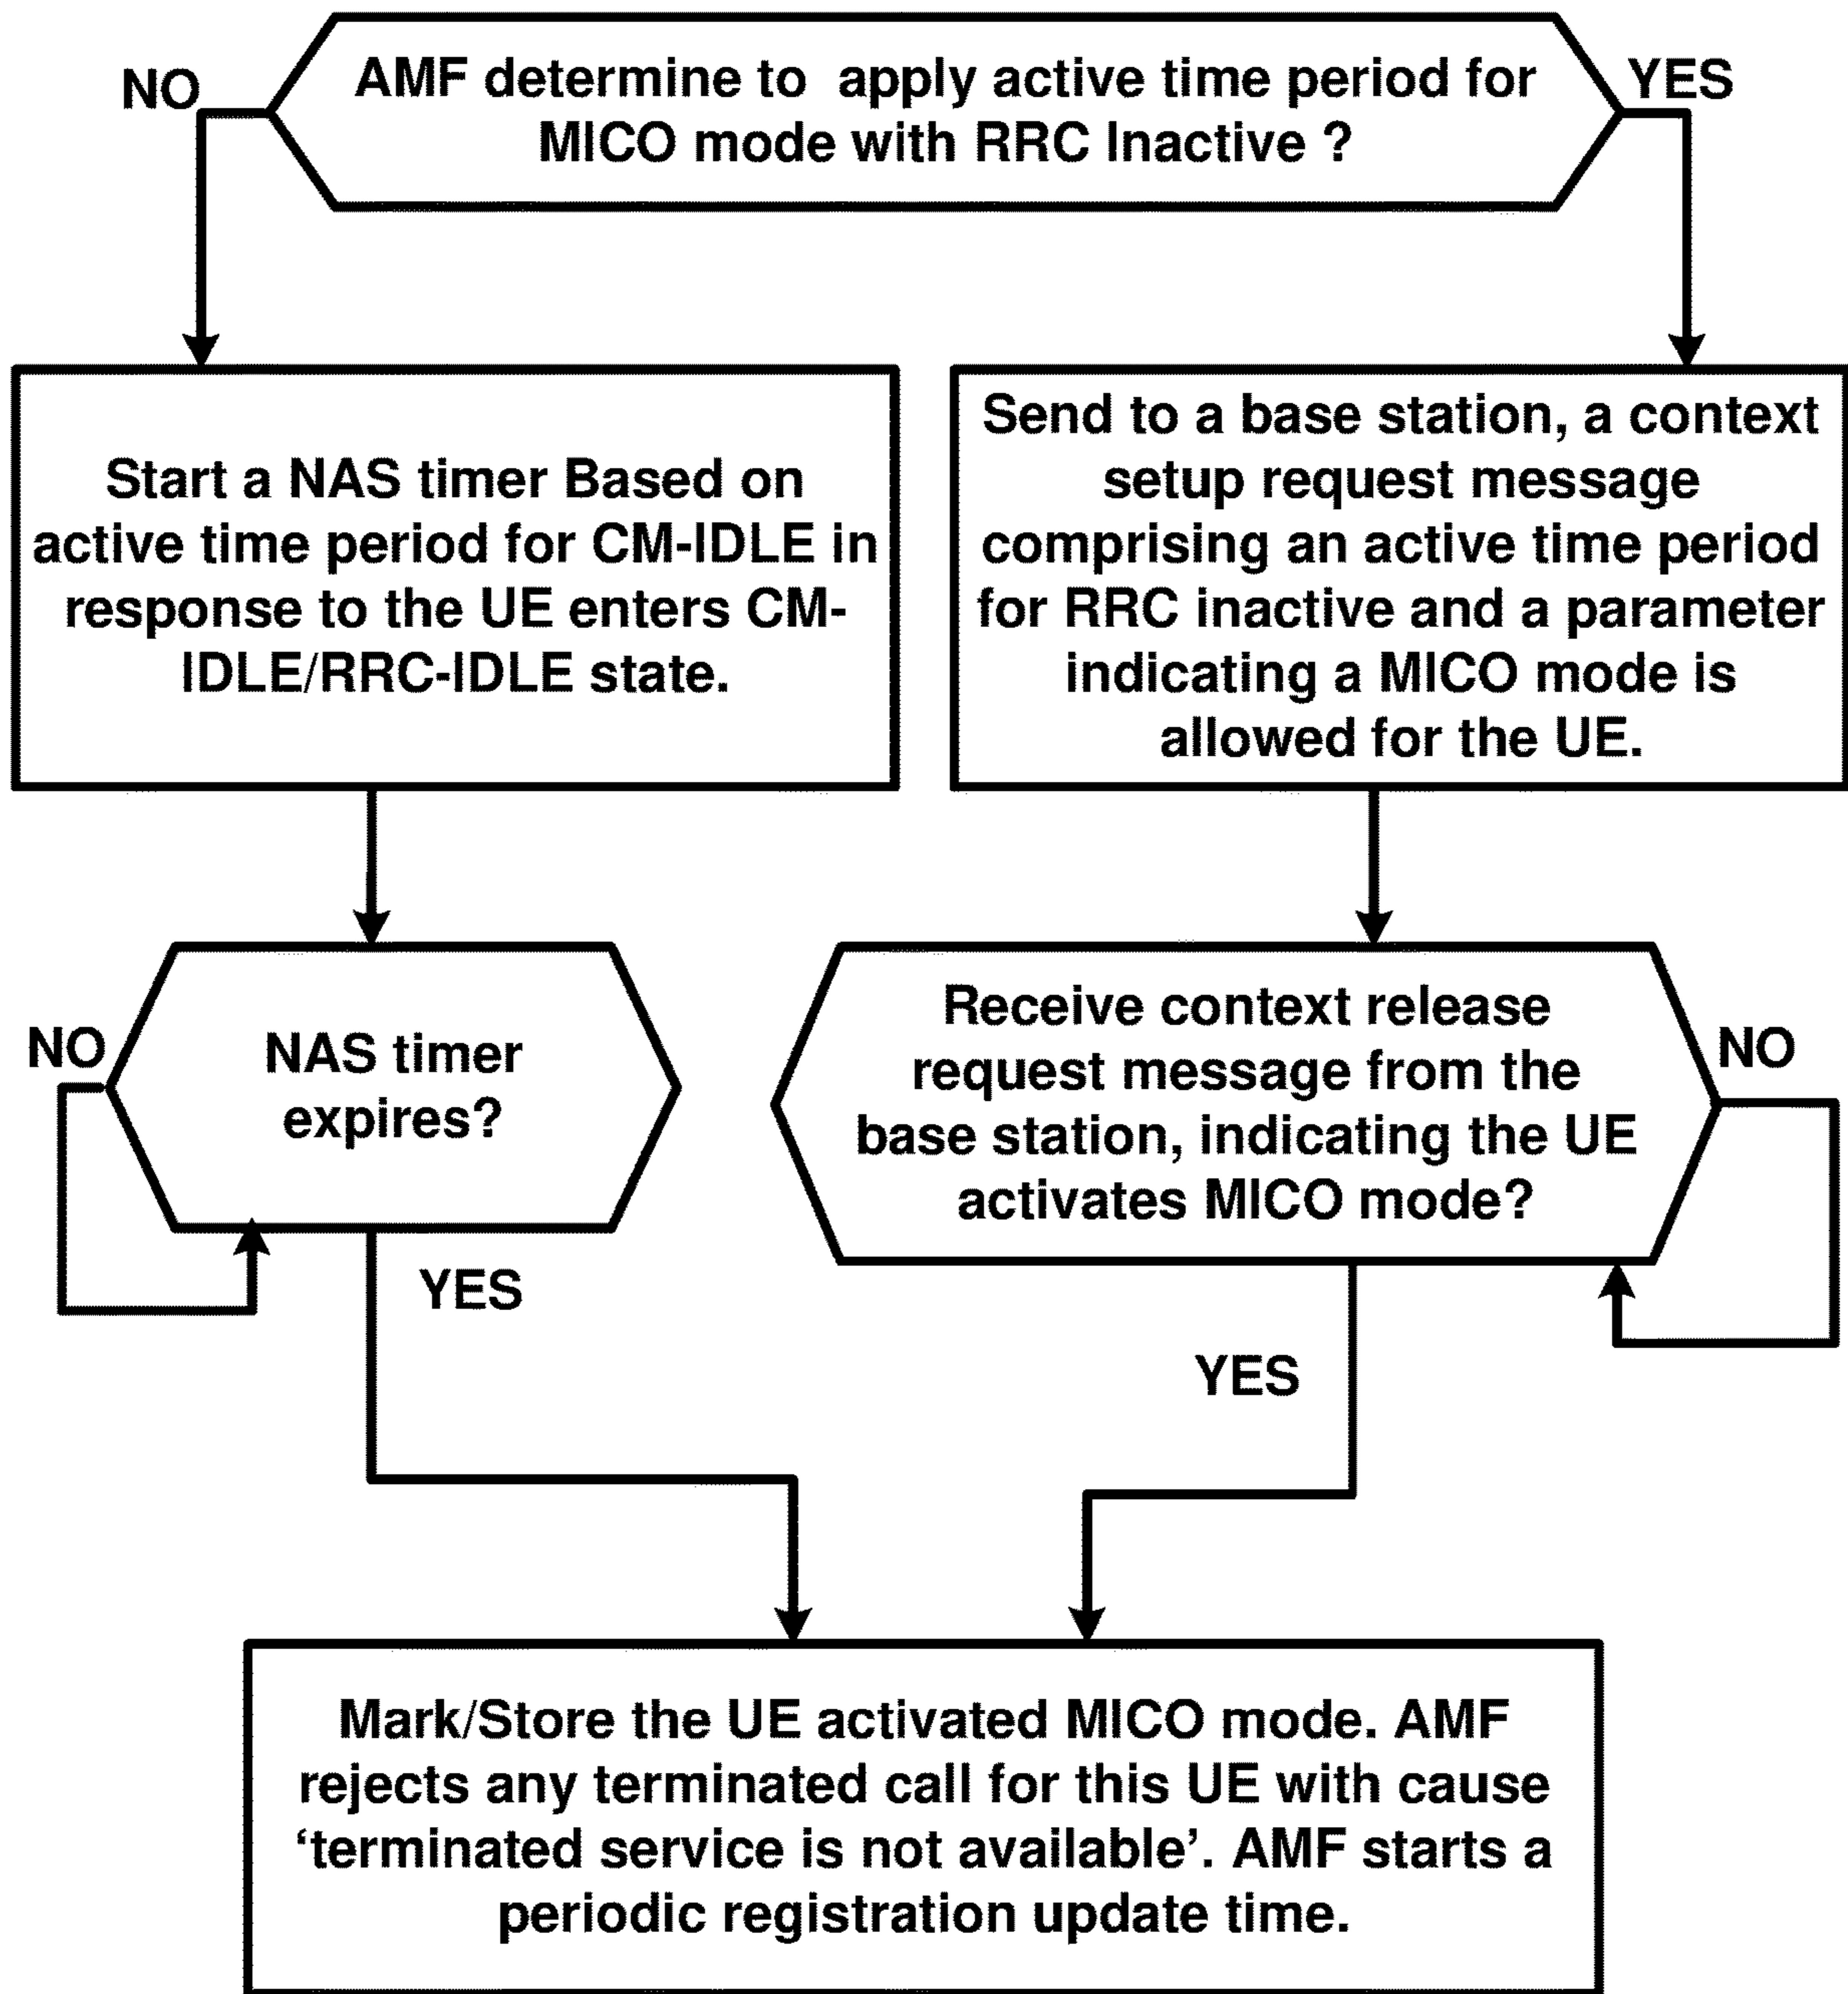 NO
AMF determine to apply active time period for
MICO mode with RRC Inactive ?
YES
Start a NAS timer Based on
active time period for CM-IDLE in
response to the UE enters CM-
IDLE/RRC-IDLE state.
Send to a base station, a context
setup request message
comprising an active time period
for RRC inactive and a parameter
indicating a MICO mode is
allowed for the UE.
NO
NAS timer
expires?
YES
Receive context release
request message from the
base station, indicating the UE
activates MICO mode?
NO
YES
Mark/Store the UE activated MICO mode. AMF
rejects any terminated call for this UE with cause
‘terminated service is not available’. AMF starts a
periodic registration update time.